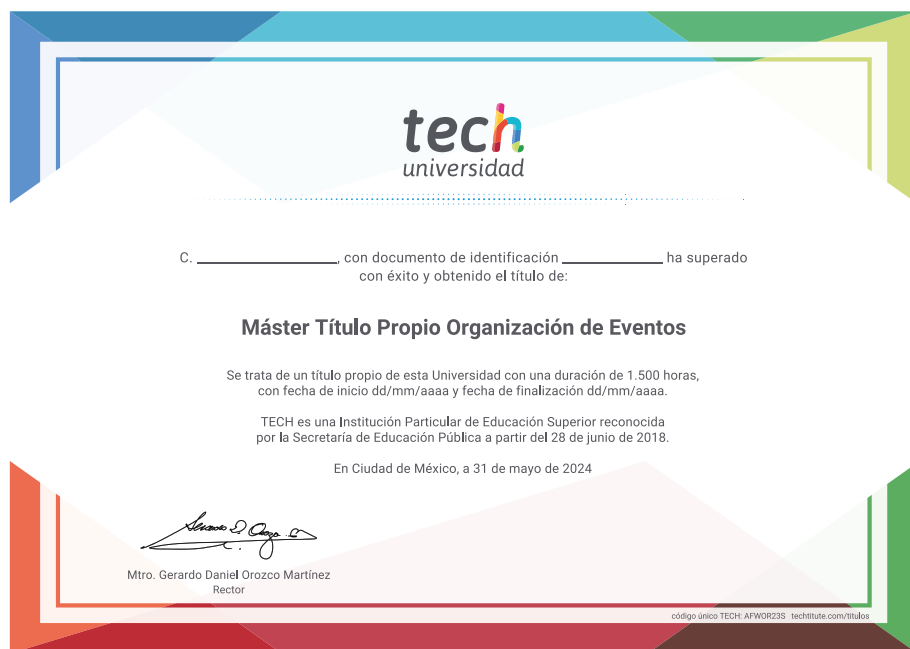 tech
universidad
C. ____________, con documento de identificación ____________ ha superado
con éxito y obtenido el título de:
Máster Título Propio Organización de Eventos
Se trata de un título propio de esta Universidad con una duración de 1.500 horas,
con fecha de inicio dd/mm/aaaa y fecha de finalización dd/mm/aaaa.
TECH es una Institución Particular de Educación Superior reconocida
por la Secretaría de Educación Pública a partir del 28 de junio de 2018.
En Ciudad de México, a 31 de mayo de 2024
Mtro. Gerardo Daniel Orozco Martínez
Rector
código único TECH: AFWOR23S techtitute.com/titulos